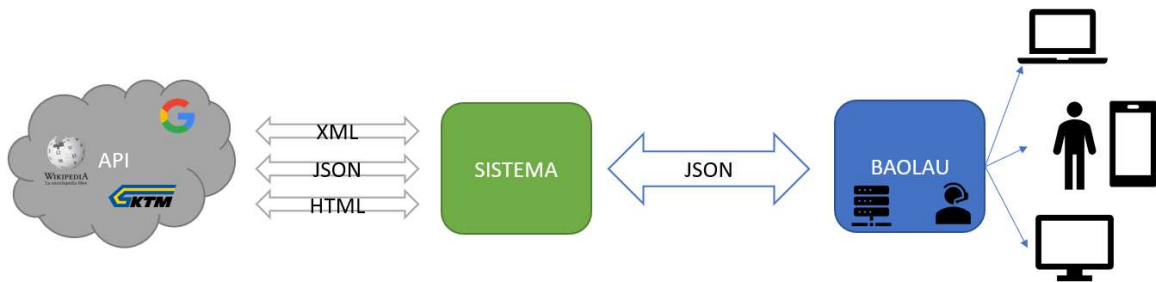 API
WIKIPEDIA
La enciclopedia libre
KTM
XML
JSON
HTML
SISTEMA
JSON
BAOLAU